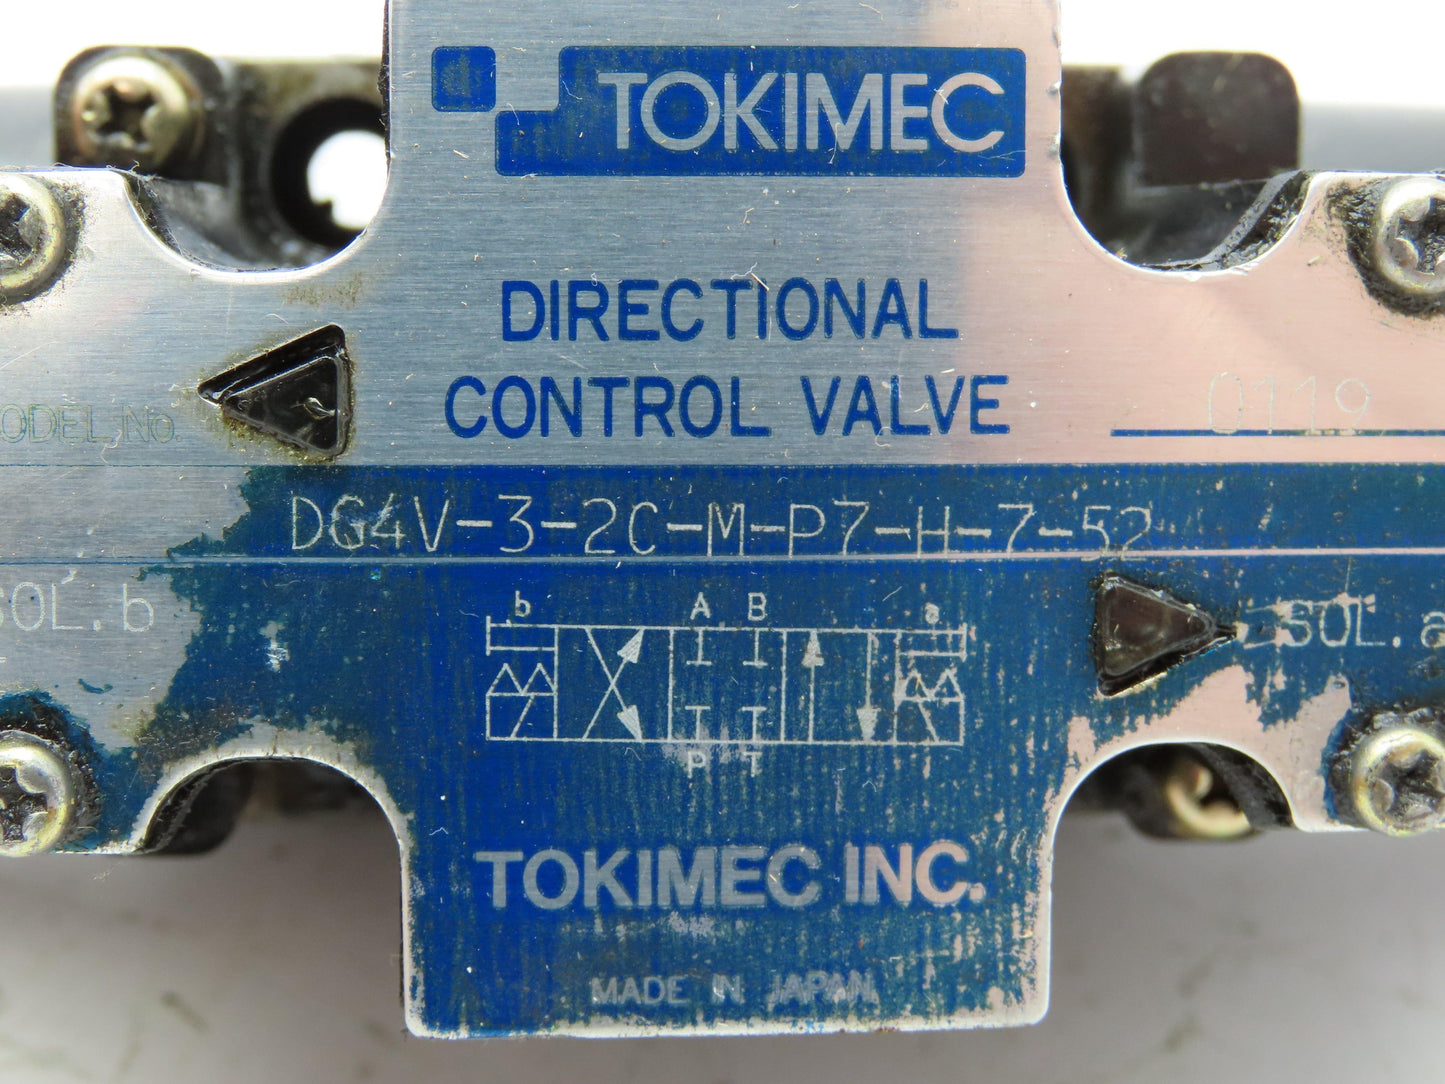 TOKIMEC
DIRECTIONAL
CONTROL VALVE
ODEL No.
0119
DG4V-3-2C-M-P7-H-7-52
SOL.b
SOL.a
b A B a
P T
TOKIMEC INC.
MADE IN JAPAN